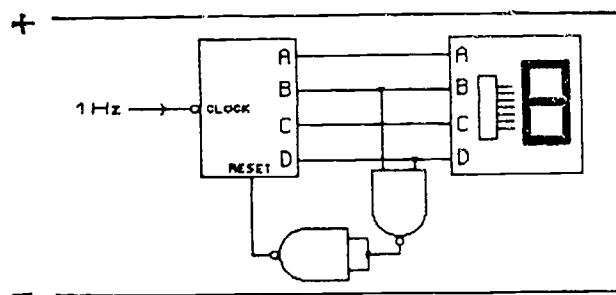 +
A A
B B
1 Hz CLOCK
C C
RESET D D
−